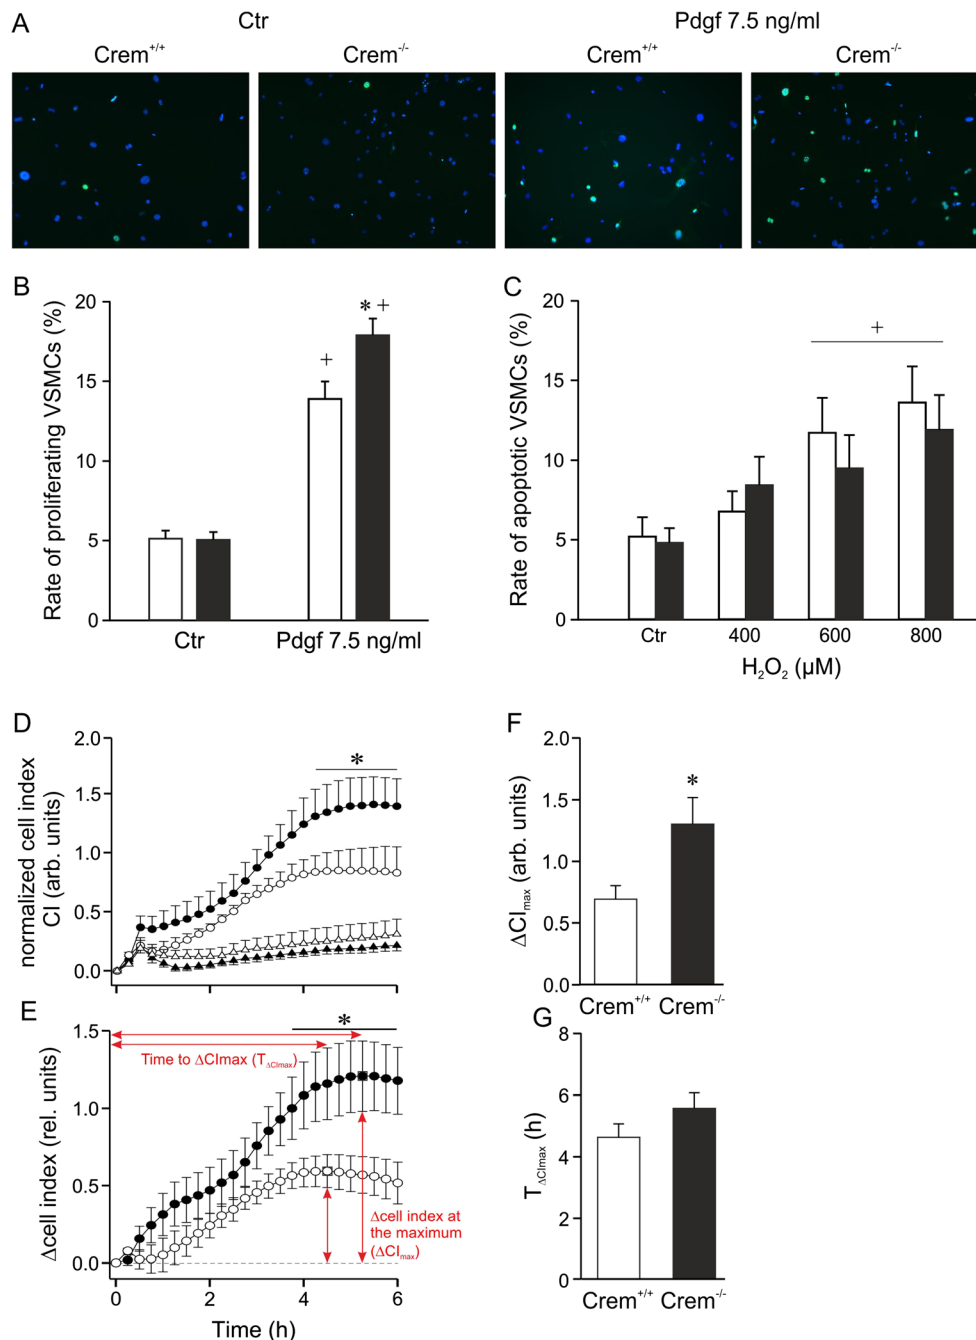 A
Ctr
Pdgf 7.5 ng/ml
Crem+/+
Crem-/-
Crem+/+
Crem-/-
B
Rate of proliferating VSMCs (%)
20
15
10
5
0
+
* +
Ctr
Pdgf 7.5 ng/ml
C
Rate of apoptotic VSMCs (%)
20
15
10
5
0
+
Ctr
400
600
800
H2O2 (µM)
D
normalized cell index
CI (arb. units)
2.0
1.5
1.0
0.5
0.0
*
0
2
4
6
E
Δcell index (rel. units)
1.5
1.0
0.5
0.0
*
Time to ΔCImax (TΔCImax)
Δcell index at
the maximum
(ΔCImax)
0
2
4
6
Time (h)
F
ΔCImax (arb. units)
2.0
1.5
1.0
0.5
0.0
*
Crem+/+
Crem-/-
G
TΔCImax (h)
8
6
4
2
0
Crem+/+
Crem-/-